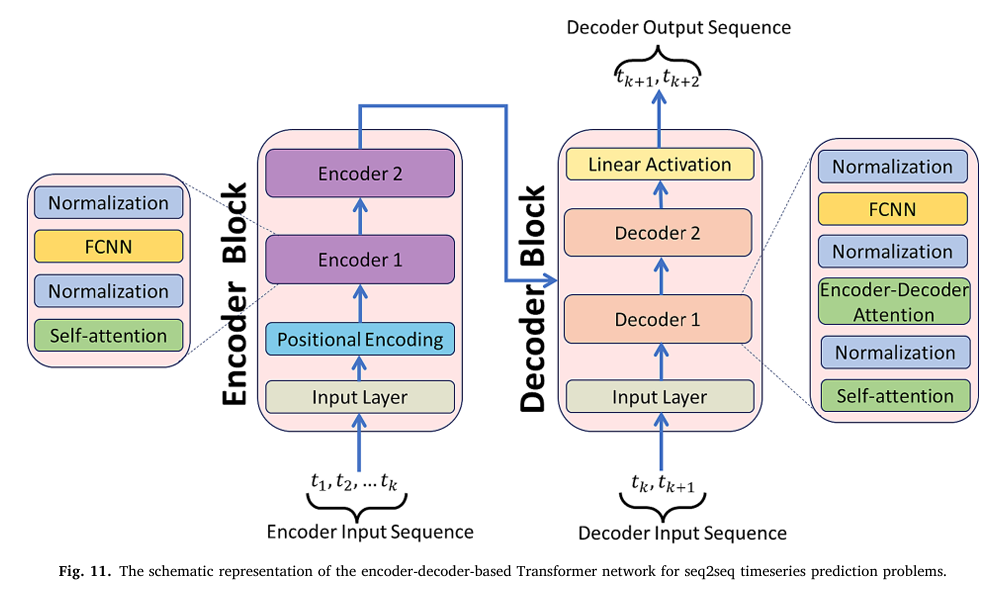 Decoder Output Sequence
t_{k+1}, t_{k+2}
Normalization
FCNN
Normalization
Self-attention
Encoder Block
Encoder 2
Encoder 1
Positional Encoding
Input Layer
t_1, t_2, … t_k
Encoder Input Sequence
Decoder Block
Linear Activation
Decoder 2
Decoder 1
Input Layer
t_k, t_{k+1}
Decoder Input Sequence
Normalization
FCNN
Normalization
Encoder-Decoder
Attention
Normalization
Self-attention
Fig. 11. The schematic representation of the encoder-decoder-based Transformer network for seq2seq timeseries prediction problems.